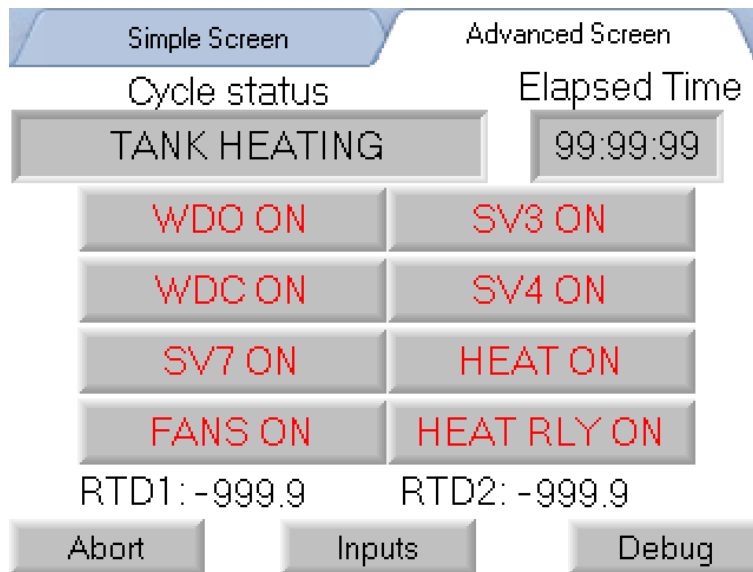 Simple Screen Advanced Screen
Cycle status Elapsed Time
TANK HEATING 99:99:99
WDO ON SV3 ON
WDC ON SV4 ON
SV7 ON HEAT ON
FANS ON HEAT RLY ON
RTD1: -999.9 RTD2: -999.9
Abort Inputs Debug